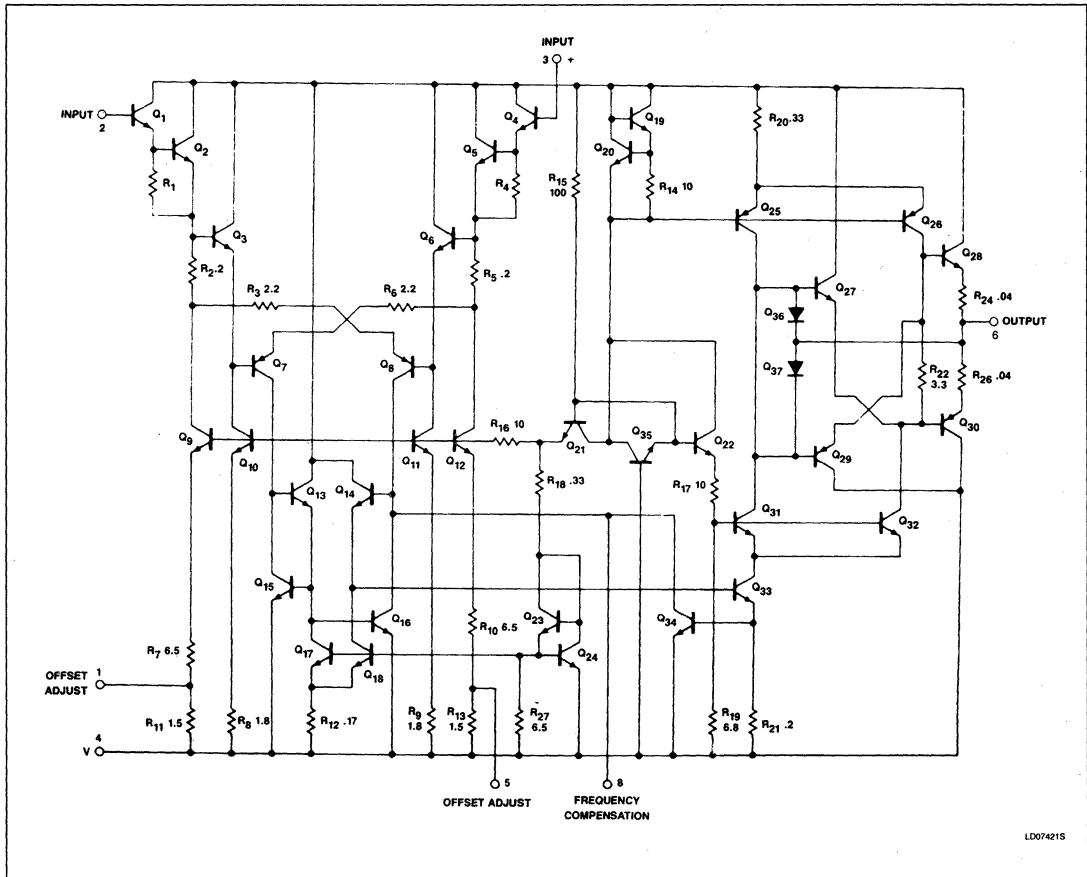 INPUT
3 +
INPUT
2
Q1
Q2
R1
Q3
R2 .2
R3 2.2
R6 2.2
Q4
Q5
R4
Q6
R5 .2
R15
100
Q19
Q20
R14 10
R20 .33
Q25
Q26
Q28
R24 .04
OUTPUT
6
Q27
Q36
Q37
R22
3.3
R26 .04
Q30
Q29
Q7
Q8
Q9
Q10
Q11
Q12
R16 10
Q21
Q35
Q22
R18 .33
R17 10
Q31
Q32
Q13
Q14
Q15
Q16
Q33
Q34
R10 6.5
Q23
Q24
Q17
Q18
R7 6.5
OFFSET
ADJUST
1
R11 1.5
R8 1.8
R12 .17
R9
1.8
R13
1.5
R27
6.5
R19
6.8
R21 .2
V
4
5
OFFSET ADJUST
8
FREQUENCY
COMPENSATION
LD07421S